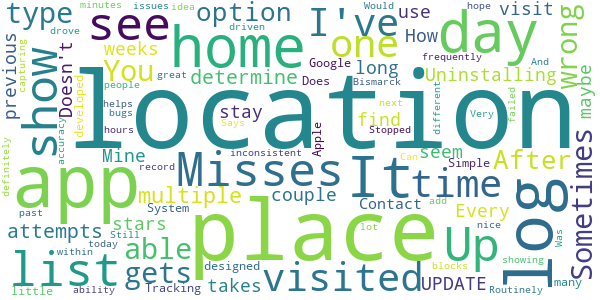 type see I've one day Wrong
minutes issues idea
drove driven
option Would hope visit
home How use Google
And frequently
previous show Doesn't weeks You determine long Does Uninstalling maybe
capturing people great Bismarck
developed helps bugs hours
stay find next different Stopped Very failed
location
definitely accuracy Mine Says Apple seem After
app Misses It time log Sometimes
record inconsistent Simple Can
multiple couple Contact Every add
past System place Up nice
attempts stars Still lot Was
list able visited UPDATE showing
today within designed blocks many
little gets takes Routinely
ability Tracking